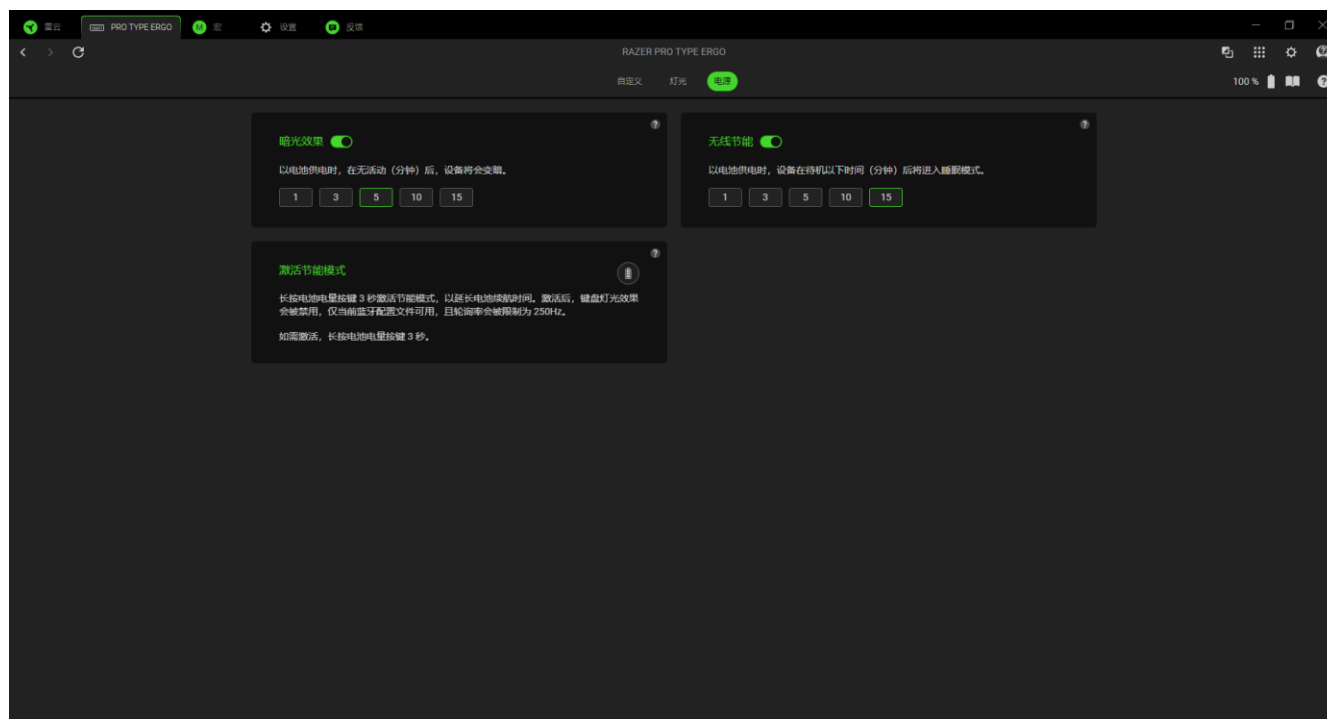 雷云 PRO TYPE ERGO M 宏 设置 反馈
RAZER PRO TYPE ERGO
自定义 灯光 电源
100 %
暗光效果
以电池供电时，在无活动（分钟）后，设备将会变暗。
1 3 5 10 15
无线节能
以电池供电时，设备在待机以下时间（分钟）后将进入睡眠模式。
1 3 5 10 15
激活节能模式
长按电池电量按键 3 秒激活节能模式，以延长电池续航时间。激活后，键盘灯光效果
会被禁用，仅当前蓝牙配置文件可用，且轮询率会被限制为 250Hz。
如需激活，长按电池电量按键 3 秒。